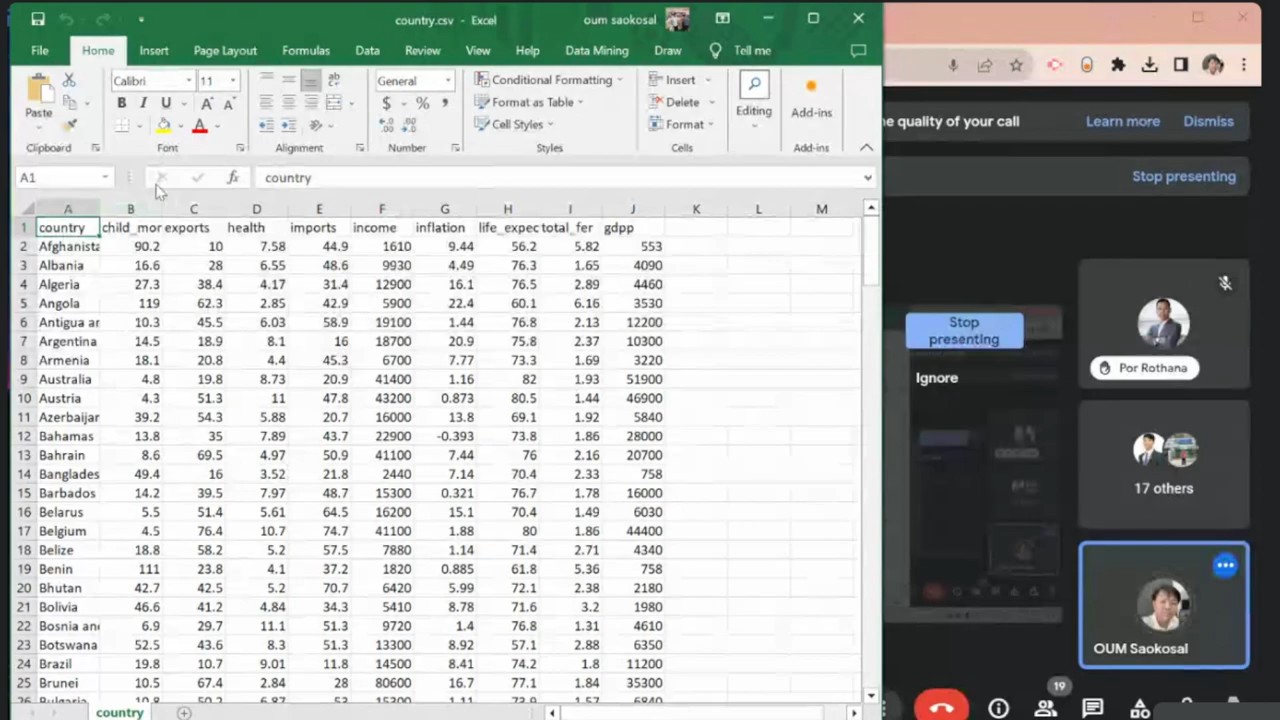 country.csv - Excel
oum saokosal
File Home Insert Page Layout Formulas Data Review View Help Data Mining Draw Tell me
Paste
Calibri 11
B I U
A A
A
General
$ % ,
Conditional Formatting
Format as Table
Cell Styles
Insert
Delete
Format
Editing
Add-ins
Clipboard Font Alignment Number Styles Cells Add-ins
A1 fx country
A B C D E F G H I J K L M
1 country child_mor exports health imports income inflation life_expec total_fer gdpp
2 Afghanista 90.2 10 7.58 44.9 1610 9.44 56.2 5.82 553
3 Albania 16.6 28 6.55 48.6 9930 4.49 76.3 1.65 4090
4 Algeria 27.3 38.4 4.17 31.4 12900 16.1 76.5 2.89 4460
5 Angola 119 62.3 2.85 42.9 5900 22.4 60.1 6.16 3530
6 Antigua ar 10.3 45.5 6.03 58.9 19100 1.44 76.8 2.13 12200
7 Argentina 14.5 18.9 8.1 16 18700 20.9 75.8 2.37 10300
8 Armenia 18.1 20.8 4.4 45.3 6700 7.77 73.3 1.69 3220
9 Australia 4.8 19.8 8.73 20.9 41400 1.16 82 1.93 51900
10 Austria 4.3 51.3 11 47.8 43200 0.873 80.5 1.44 46900
11 Azerbaijar 39.2 54.3 5.88 20.7 16000 13.8 69.1 1.92 5840
12 Bahamas 13.8 35 7.89 43.7 22900 -0.393 73.8 1.86 28000
13 Bahrain 8.6 69.5 4.97 50.9 41100 7.44 76 2.16 20700
14 Banglades 49.4 16 3.52 21.8 2440 7.14 70.4 2.33 758
15 Barbados 14.2 39.5 7.97 48.7 15300 0.321 76.7 1.78 16000
16 Belarus 5.5 51.4 5.61 64.5 16200 15.1 70.4 1.49 6030
17 Belgium 4.5 76.4 10.7 74.7 41100 1.88 80 1.86 44400
18 Belize 18.8 58.2 5.2 57.5 7880 1.14 71.4 2.71 4340
19 Benin 111 23.8 4.1 37.2 1820 0.885 61.8 5.36 758
20 Bhutan 42.7 42.5 5.2 70.7 6420 5.99 72.1 2.38 2180
21 Bolivia 46.6 41.2 4.84 34.3 5410 8.78 71.6 3.2 1980
22 Bosnia anc 6.9 29.7 11.1 51.3 9720 1.4 76.8 1.31 4610
23 Botswana 52.5 43.6 8.3 51.3 13300 8.92 57.1 2.88 6350
24 Brazil 19.8 10.7 9.01 11.8 14500 8.41 74.2 1.8 11200
25 Brunei 10.5 67.4 2.84 28 80600 16.7 77.1 1.84 35300
26 Bulgaria 10.8 50.2 6.87 53 15300 1.11 73.9 1.57 6840
country
e the quality of your call Learn more Dismiss
Stop presenting
Stop
presenting
Ignore
Por Rothana
17 others
OUM Saokosal
19